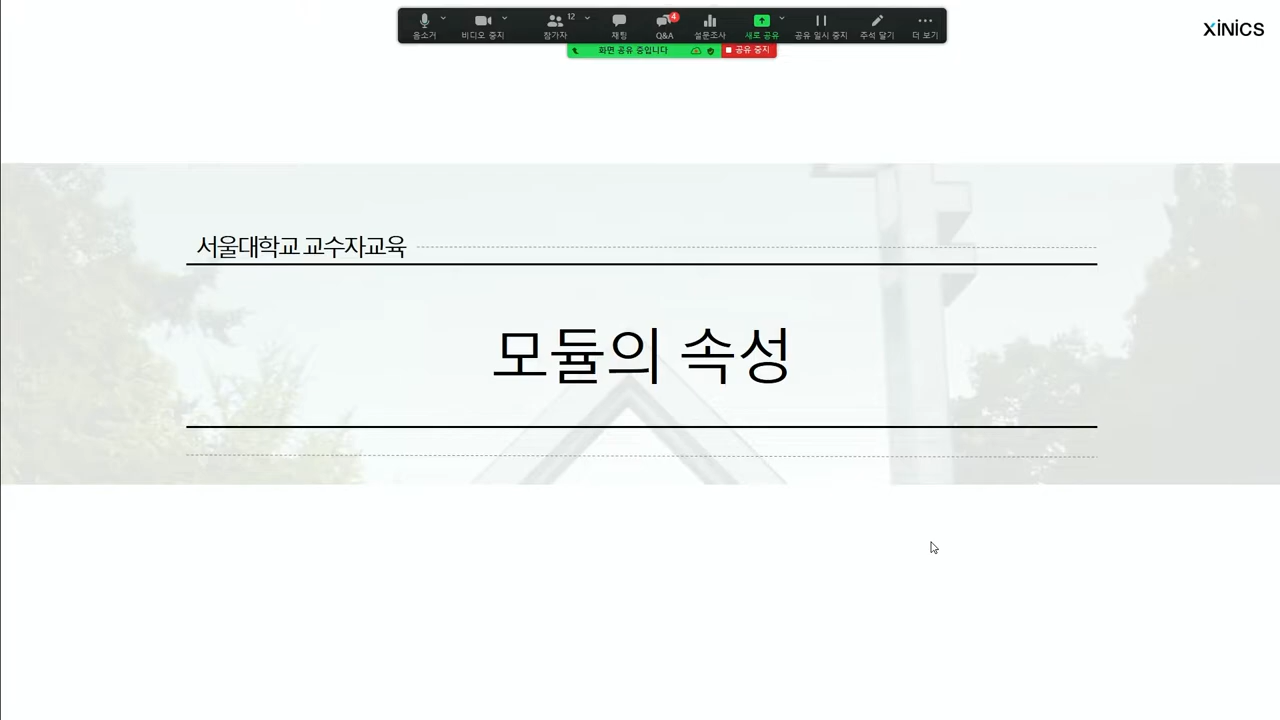 음소거
비디오 중지
12
참가자
채팅
4
Q&A
설문조사
새로 공유
공유 일시 중지
주석 달기
더 보기
XINICS
화면 공유 중입니다
공유 중지
서울대학교 교수자교육
모듈의 속성